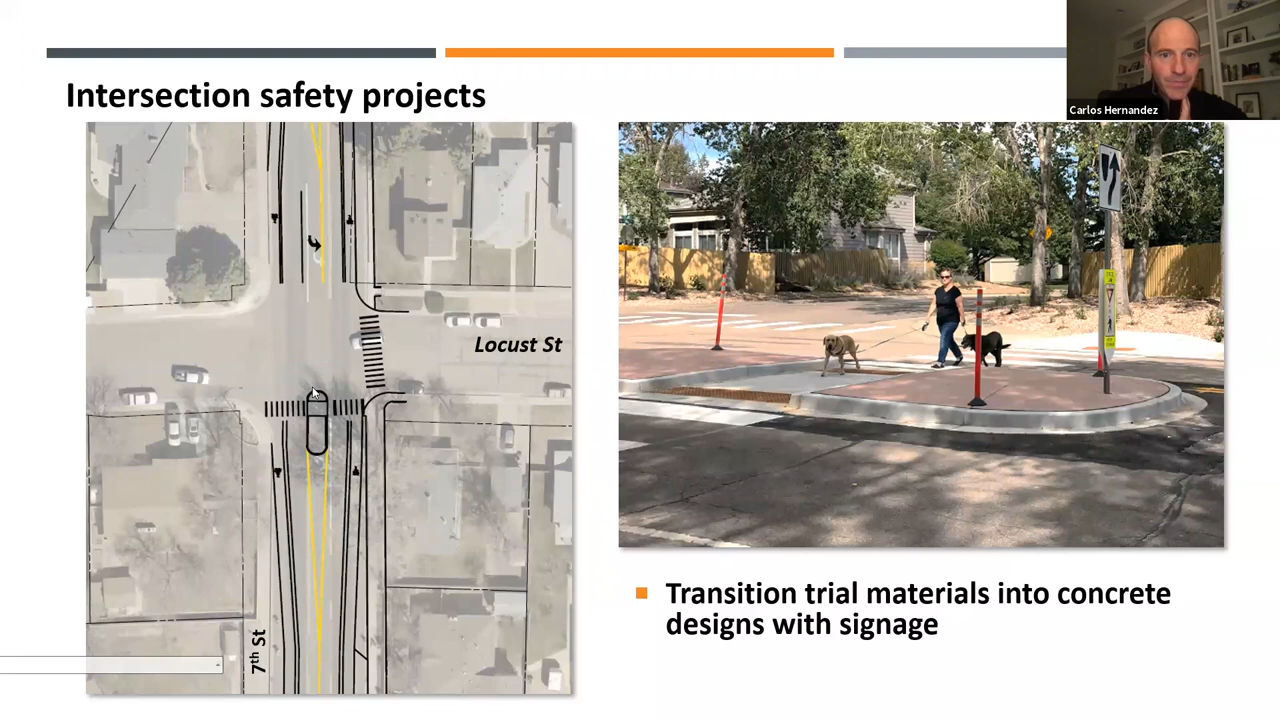 Carlos Hernandez
Intersection safety projects
Locust St
7th St
Transition trial materials into concrete
designs with signage